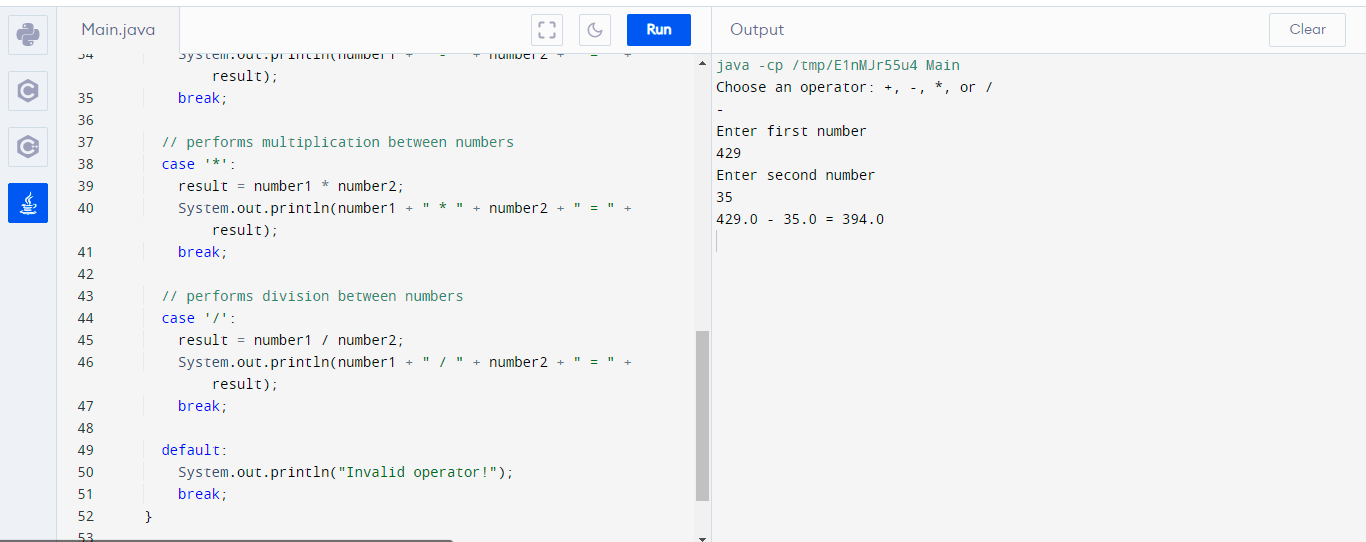 Main.java
Run
34 System.out.println(number1 + " - " + number2 + " = " +
result);
35 break;
36
37 // performs multiplication between numbers
38 case '*':
39 result = number1 * number2;
40 System.out.println(number1 + " * " + number2 + " = " +
result);
41 break;
42
43 // performs division between numbers
44 case '/':
45 result = number1 / number2;
46 System.out.println(number1 + " / " + number2 + " = " +
result);
47 break;
48
49 default:
50 System.out.println("Invalid operator!");
51 break;
52 }
53
Output
Clear
java -cp /tmp/E1nMJr55u4 Main
Choose an operator: +, -, *, or /
-
Enter first number
429
Enter second number
35
429.0 - 35.0 = 394.0